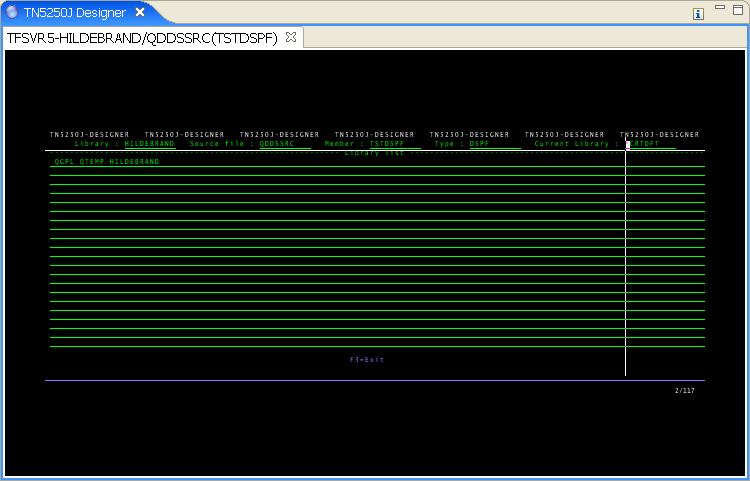 TN5250J Designer
TFSVR5-HILDEBRAND/QDDSSRC(TSTDSPF)
TN5250J-DESIGNER TN5250J-DESIGNER TN5250J-DESIGNER TN5250J-DESIGNER TN5250J-DESIGNER TN5250J-DESIGNER TN5250J-DESIGNER
Library : HILDEBRAND Source file : QDDSSRC Member : TSTDSPF Type : DSPF Current Library : *CRTDFT
Library list
QGPL QTEMP HILDEBRAND
F3=Exit
2/117